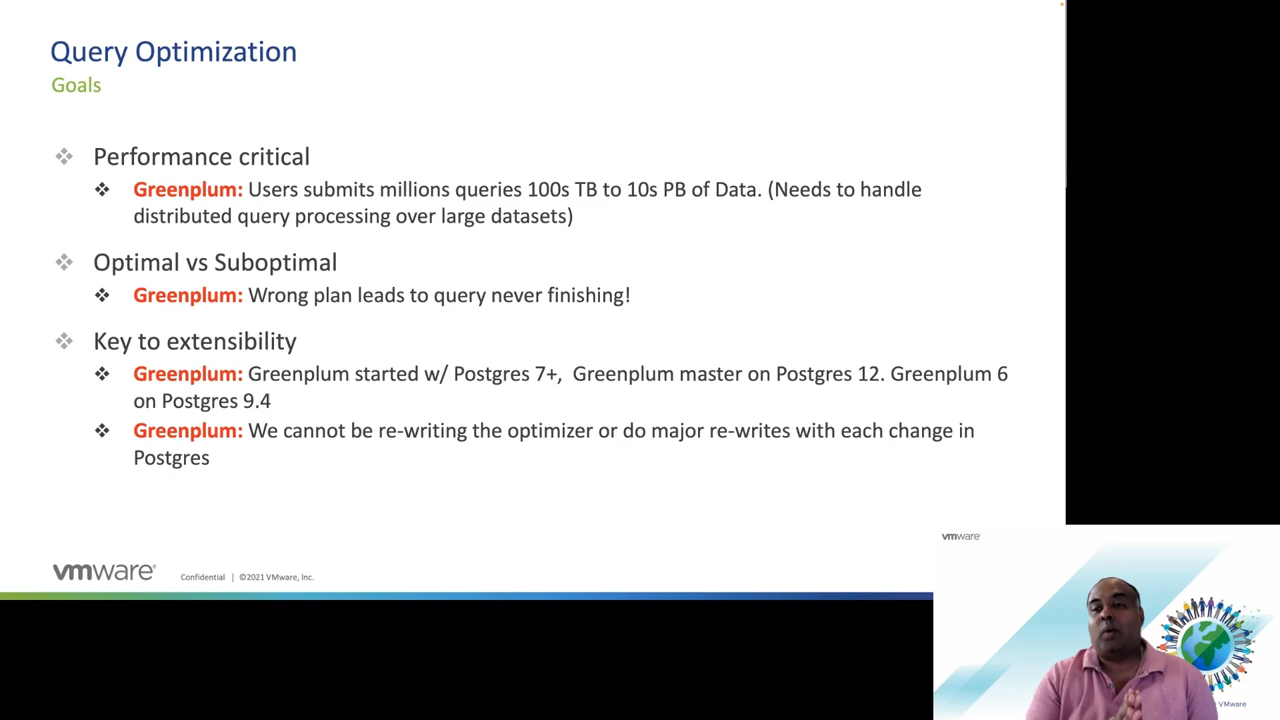 Query Optimization
Goals
Performance critical
Greenplum: Users submits millions queries 100s TB to 10s PB of Data. (Needs to handle
distributed query processing over large datasets)
Optimal vs Suboptimal
Greenplum: Wrong plan leads to query never finishing!
Key to extensibility
Greenplum: Greenplum started w/ Postgres 7+, Greenplum master on Postgres 12. Greenplum 6
on Postgres 9.4
Greenplum: We cannot be re-writing the optimizer or do major re-writes with each change in
Postgres
vmware®
Confidential | ©2021 VMware, Inc.
vmware®
VMware